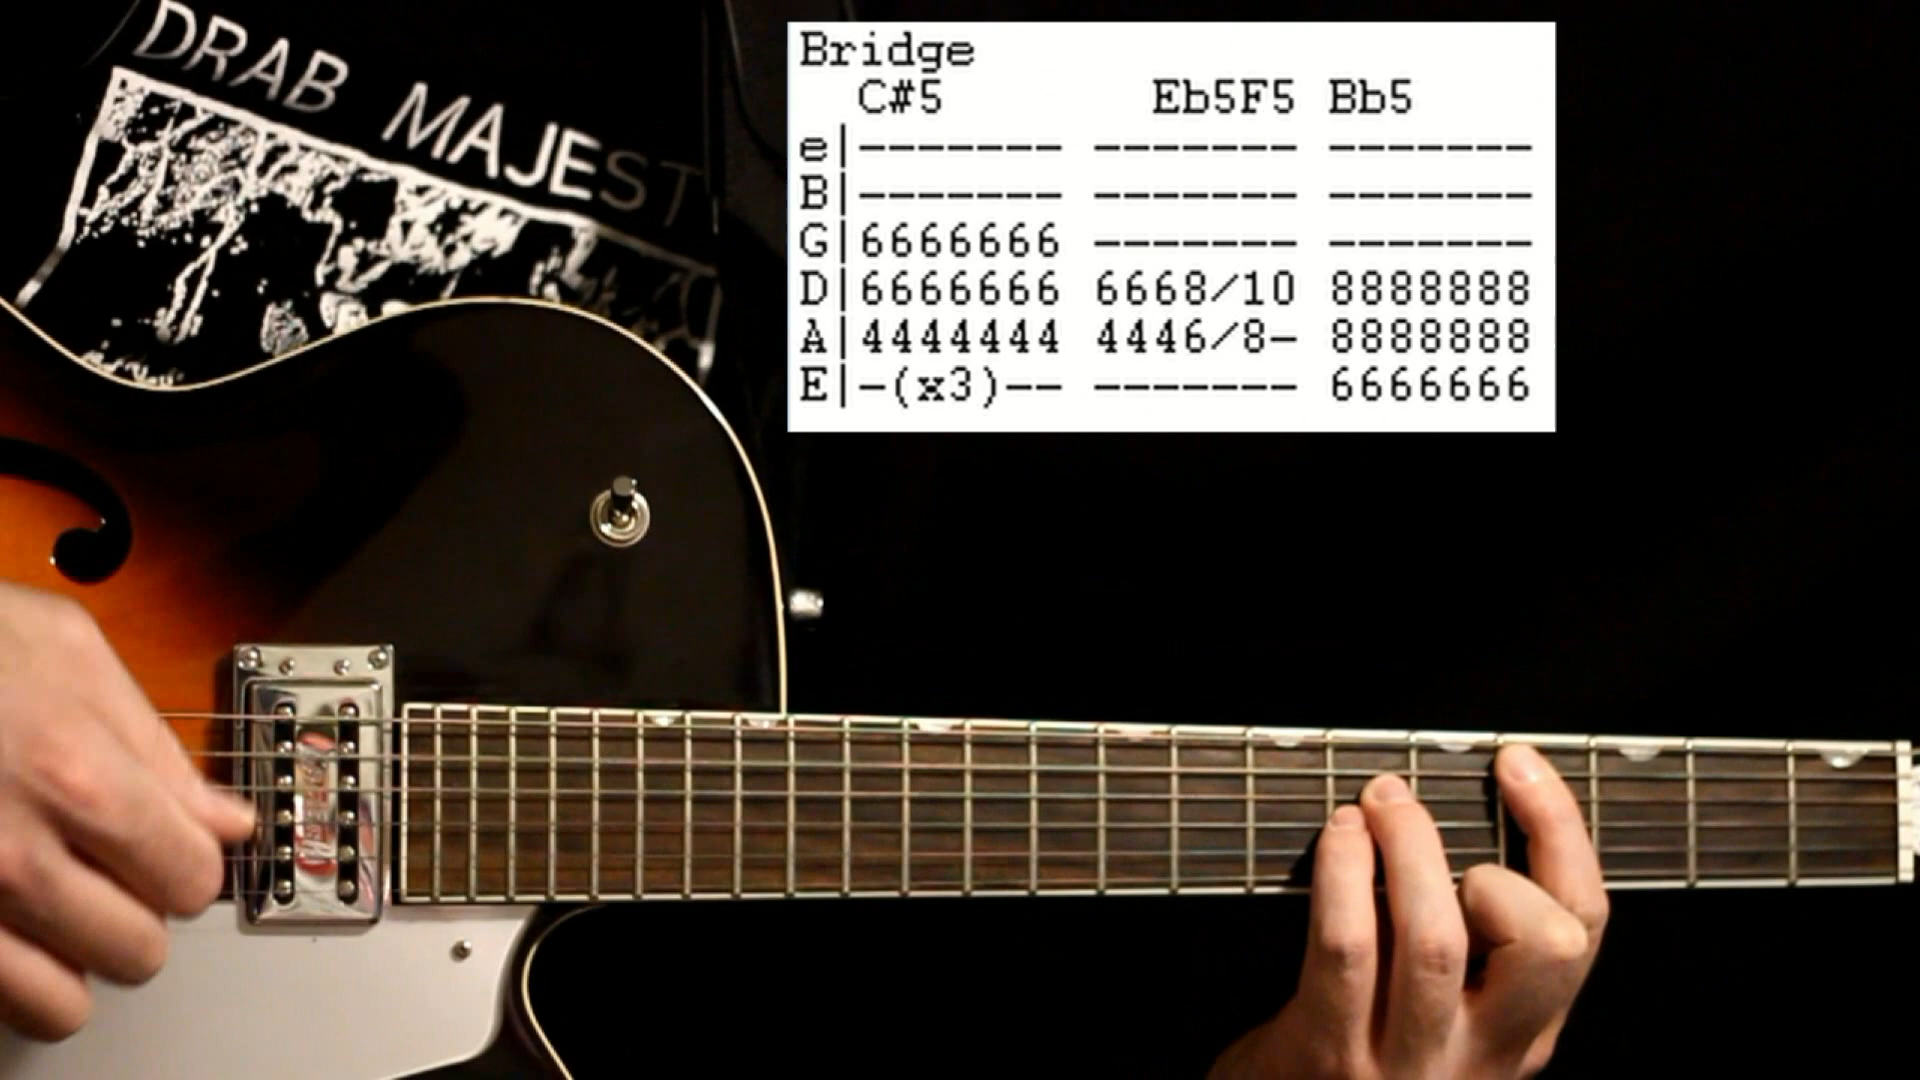 DRAB MAJEST
Bridge
C#5 Eb5F5 Bb5
e|------- ------- -------
B|------- ------- -------
G|6666666 ------- -------
D|6666666 6668/10 8888888
A|4444444 4446/8- 8888888
E|-(x3)-- ------- 6666666